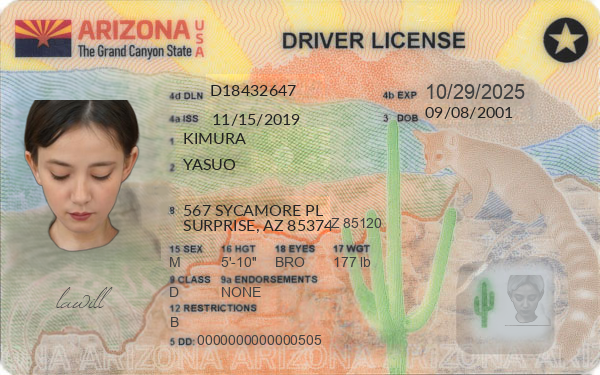 ARIZONA USA
The Grand Canyon State
DRIVER LICENSE
4d DLN D18432647
4b EXP 10/29/2025
4a ISS 11/15/2019
3 DOB 09/08/2001
1 KIMURA
2 YASUO
8 567 SYCAMORE PL
SURPRISE, AZ 85374 Z 85120
15 SEX 16 HGT 18 EYES 17 WGT
M 5'-10" BRO 177 lb
9 CLASS 9a ENDORSEMENTS
D NONE
12 RESTRICTIONS
B
5 DD: 0000000000000505
ARIZONA ARIZONA ARIZONA ARIZONA